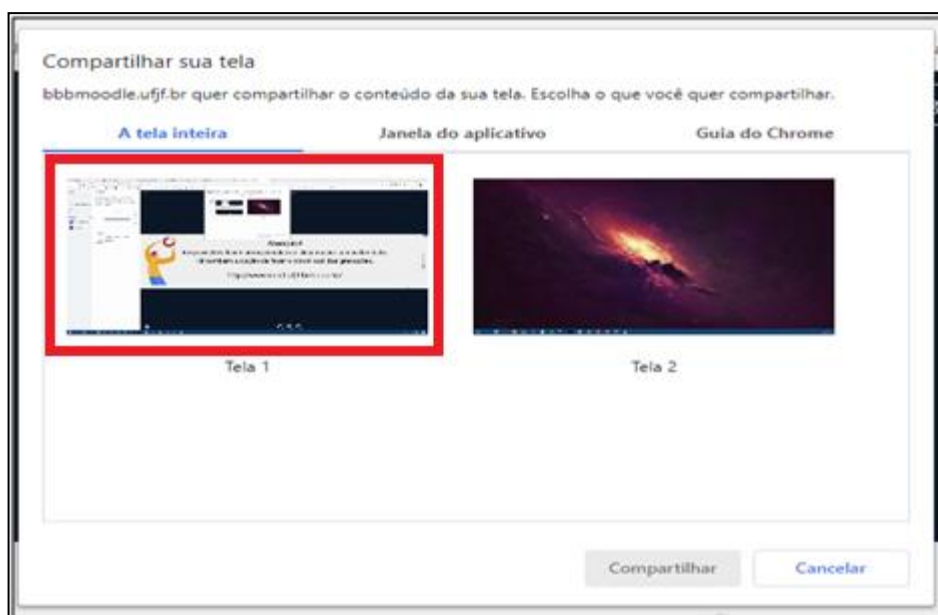 Compartilhar sua tela
bbbmoodle.ufjf.br quer compartilhar o conteúdo da sua tela. Escolha o que você quer compartilhar.
A tela inteira Janela do aplicativo Guia do Chrome
Tela 1 Tela 2
Compartilhar Cancelar